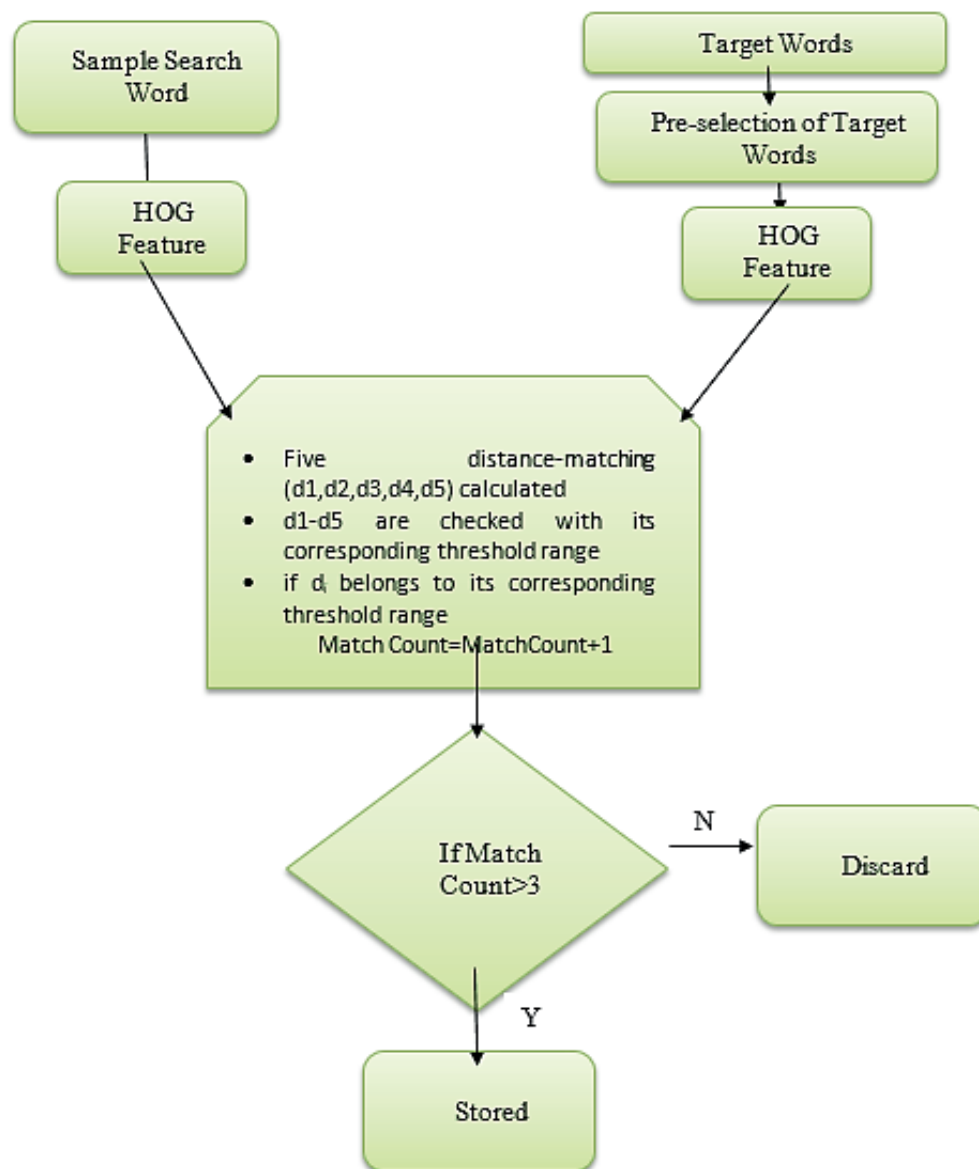 Sample Search
Word
Target Words
Pre-selection of Target
Words
HOG
Feature
HOG
Feature
• Five distance-matching
(d1,d2,d3,d4,d5) calculated
• d1-d5 are checked with its
corresponding threshold range
• if di belongs to its corresponding
threshold range
Match Count=MatchCount+1
If Match
Count>3
N
Discard
Y
Stored